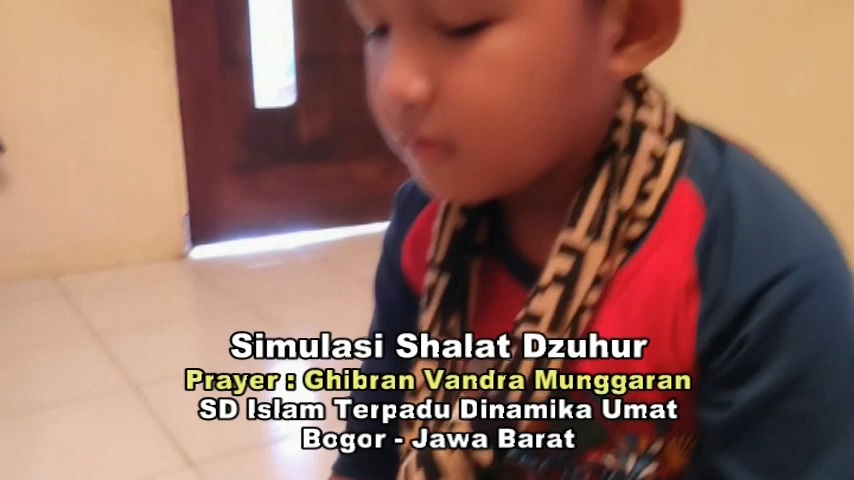 Simulasi Shalat Dzuhur
Prayer : Ghibran Vandra Munggaran
SD Islam Terpadu Dinamika Umat
Bogor - Jawa Barat